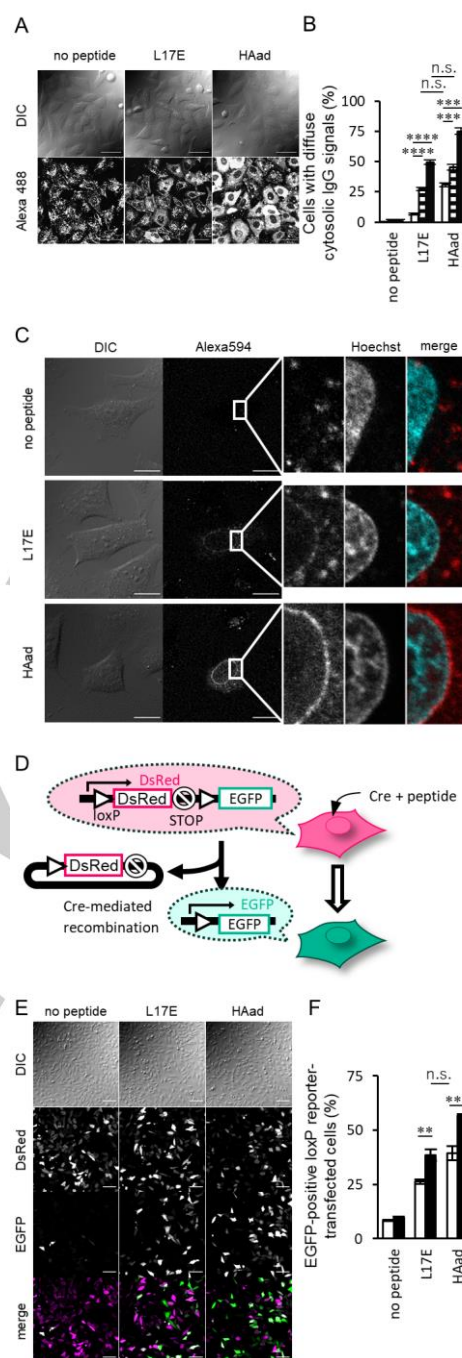 A
no peptide
L17E
HAad
DIC
Alexa 488
B
Cells with diffuse
cytosolic IgG signals (%)
100
75
50
25
0
n.s.
n.s.
****
****
***
***
no peptide
L17E
HAad
C
DIC
Alexa594
Hoechst
merge
no peptide
L17E
HAad
D
DsRed
DsRed
EGFP
loxP
STOP
Cre + peptide
DsRed
Cre-mediated
recombination
EGFP
EGFP
E
no peptide
L17E
HAad
DIC
DsRed
EGFP
merge
F
EGFP-positive loxP reporter-
transfected cells (%)
75
50
25
0
n.s.
**
**
no peptide
L17E
HAad